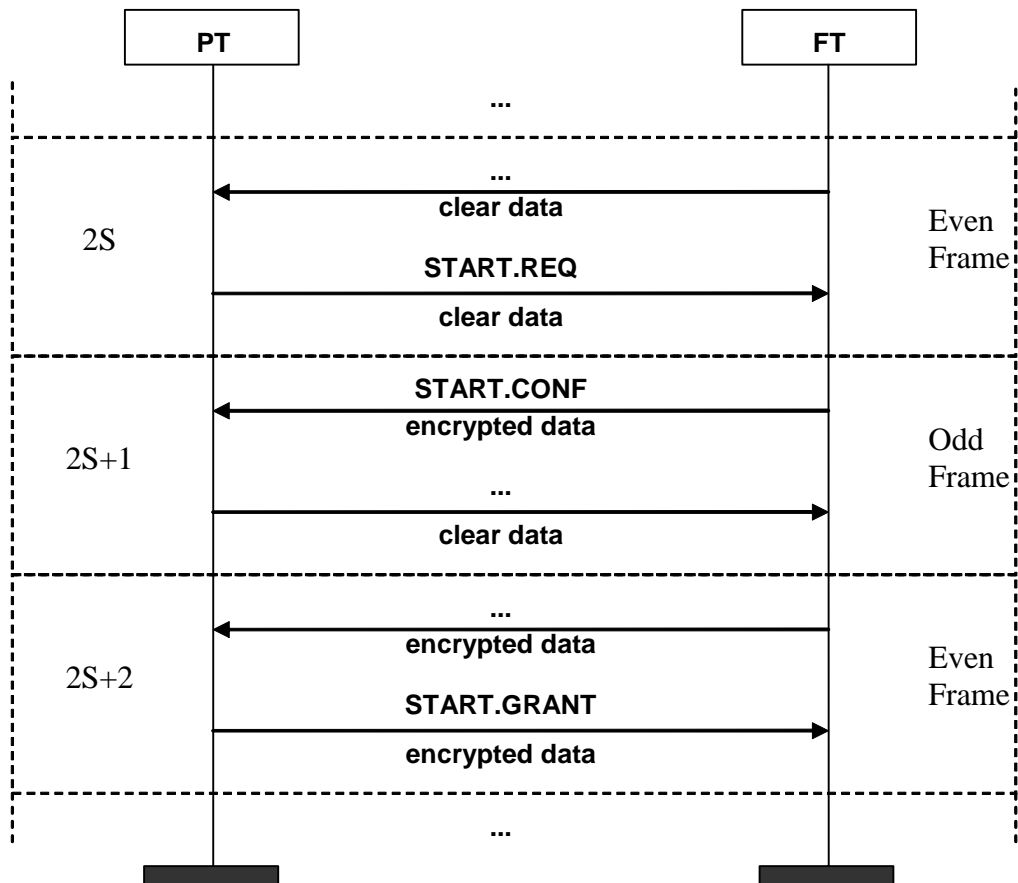 PT
FT
...
...
clear data
2S
Even
Frame
START.REQ
clear data
START.CONF
encrypted data
2S+1
Odd
Frame
...
clear data
...
encrypted data
2S+2
Even
Frame
START.GRANT
encrypted data
...